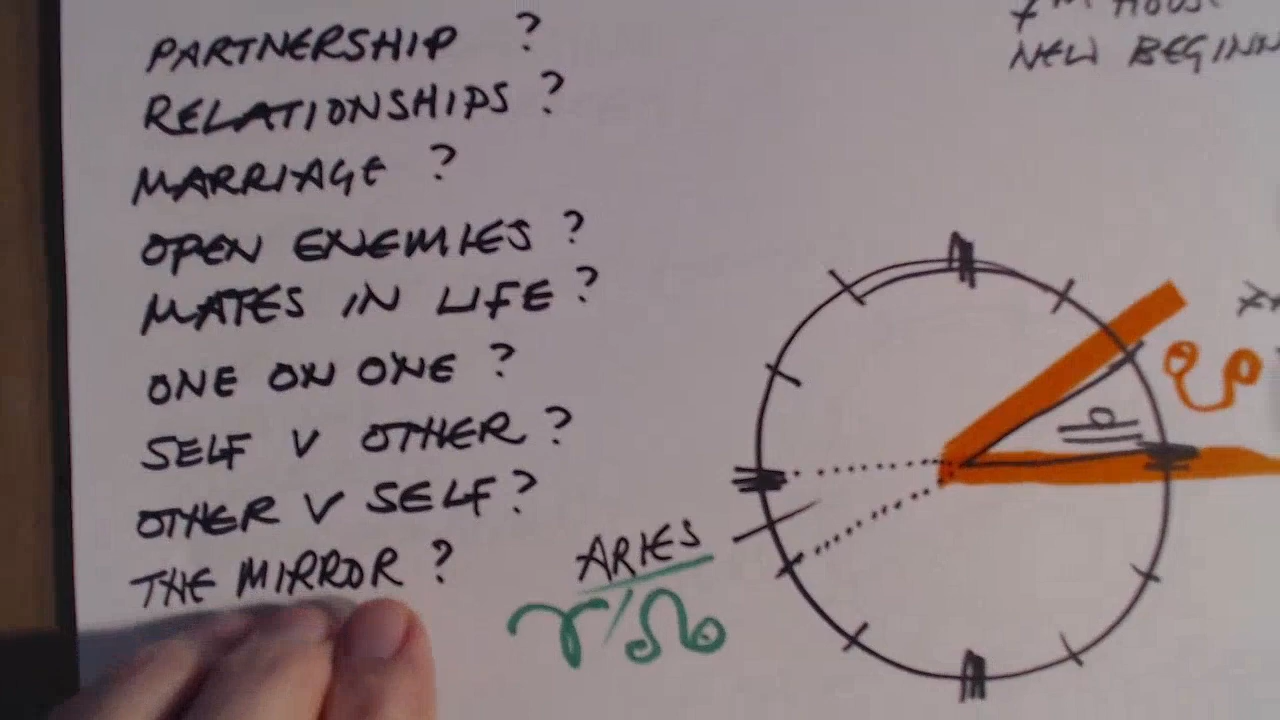 PARTNERSHIP ?
RELATIONSHIPS ?
MARRIAGE ?
OPEN ENEMIES ?
MATES IN LIFE ?
ONE ON ONE ?
SELF V OTHER ?
OTHER V SELF ?
THE MIRROR ?
NEW
ARIES
♈/☊
☋
♎